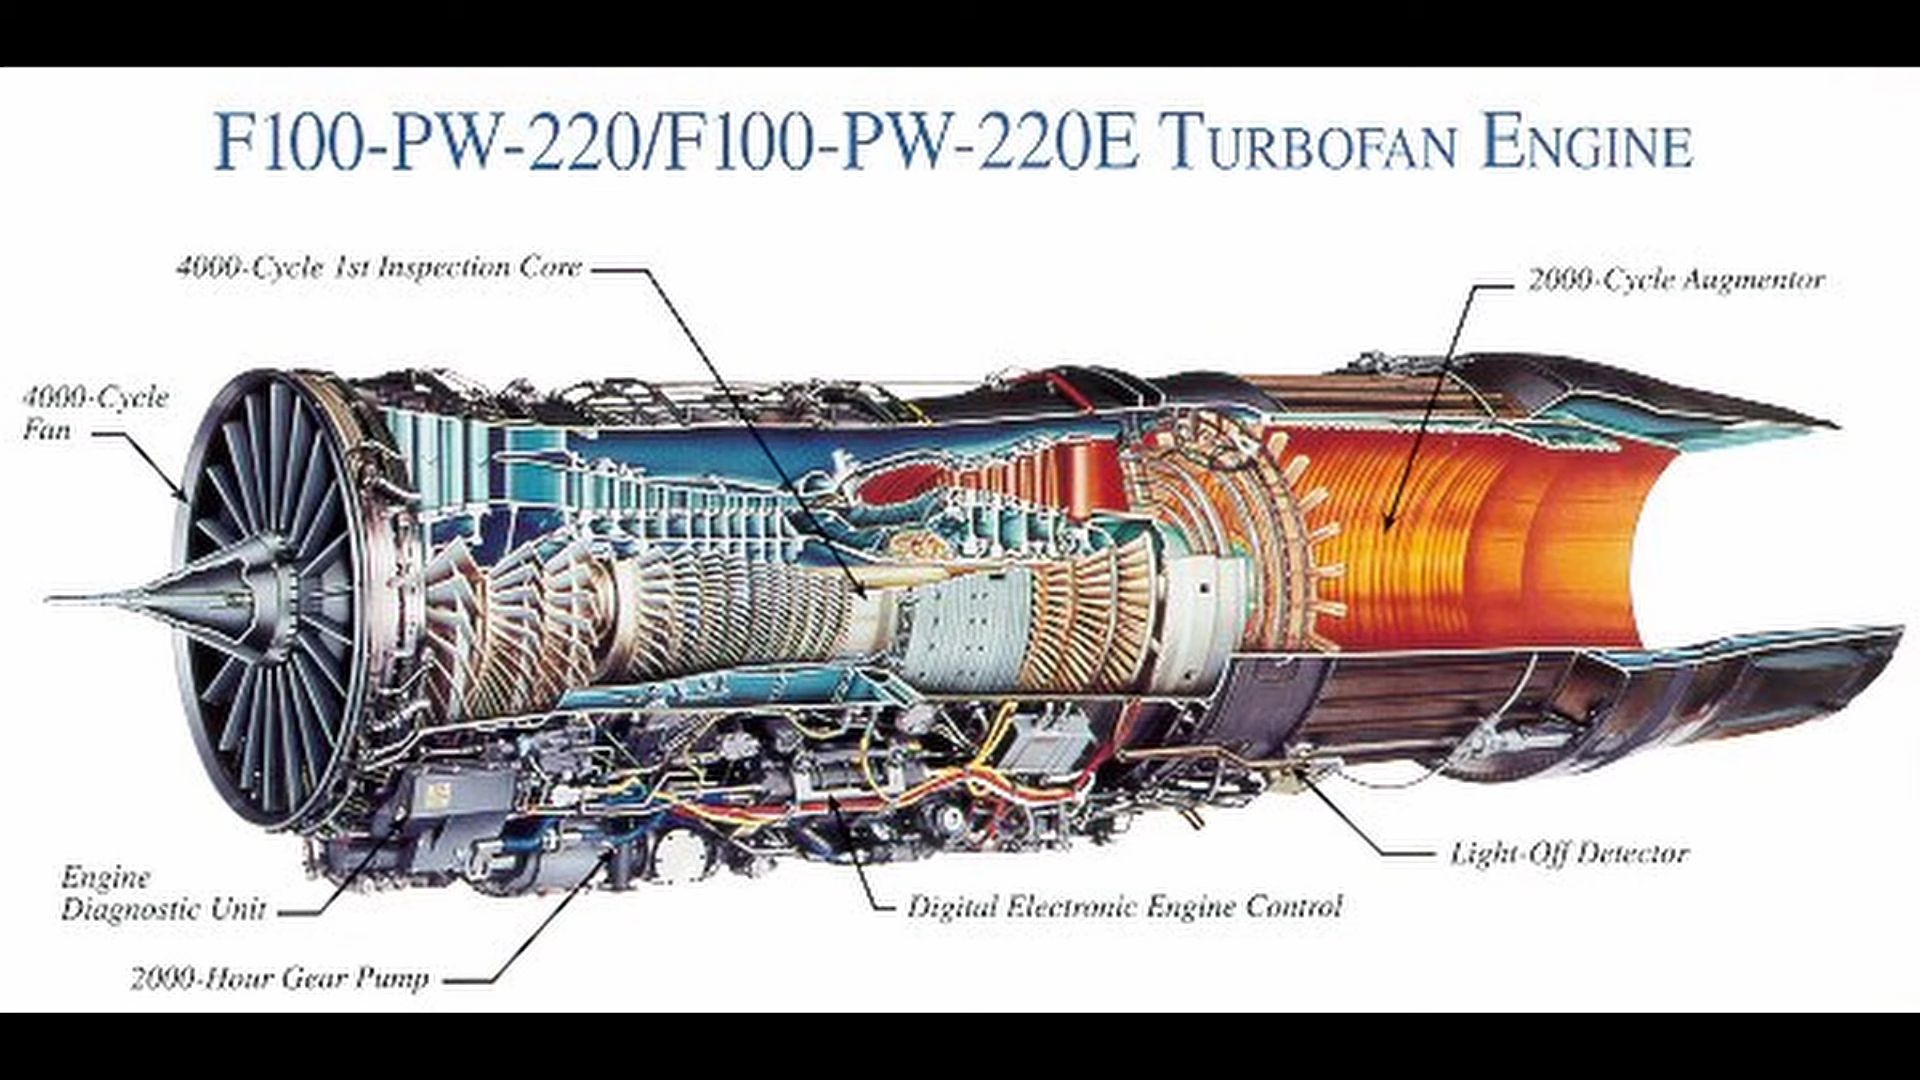 F100-PW-220/F100-PW-220E TURBOFAN ENGINE
4000-Cycle 1st Inspection Core
2000-Cycle Augmentor
4000-Cycle
Fan
Engine
Diagnostic Unit
Light-Off Detector
Digital Electronic Engine Control
2000-Hour Gear Pump